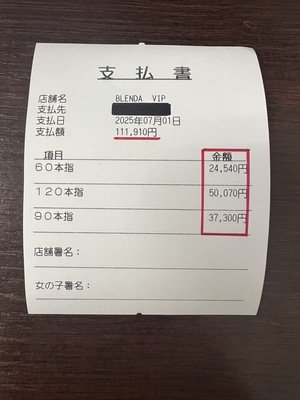 支払書
店舗名 BLENDA VIP
支払先
支払日 2025年07月01日
支払額 111,910円
項目 金額
60本指 24,540円
120本指 50,070円
90本指 37,300円
店舗署名：
女の子署名：